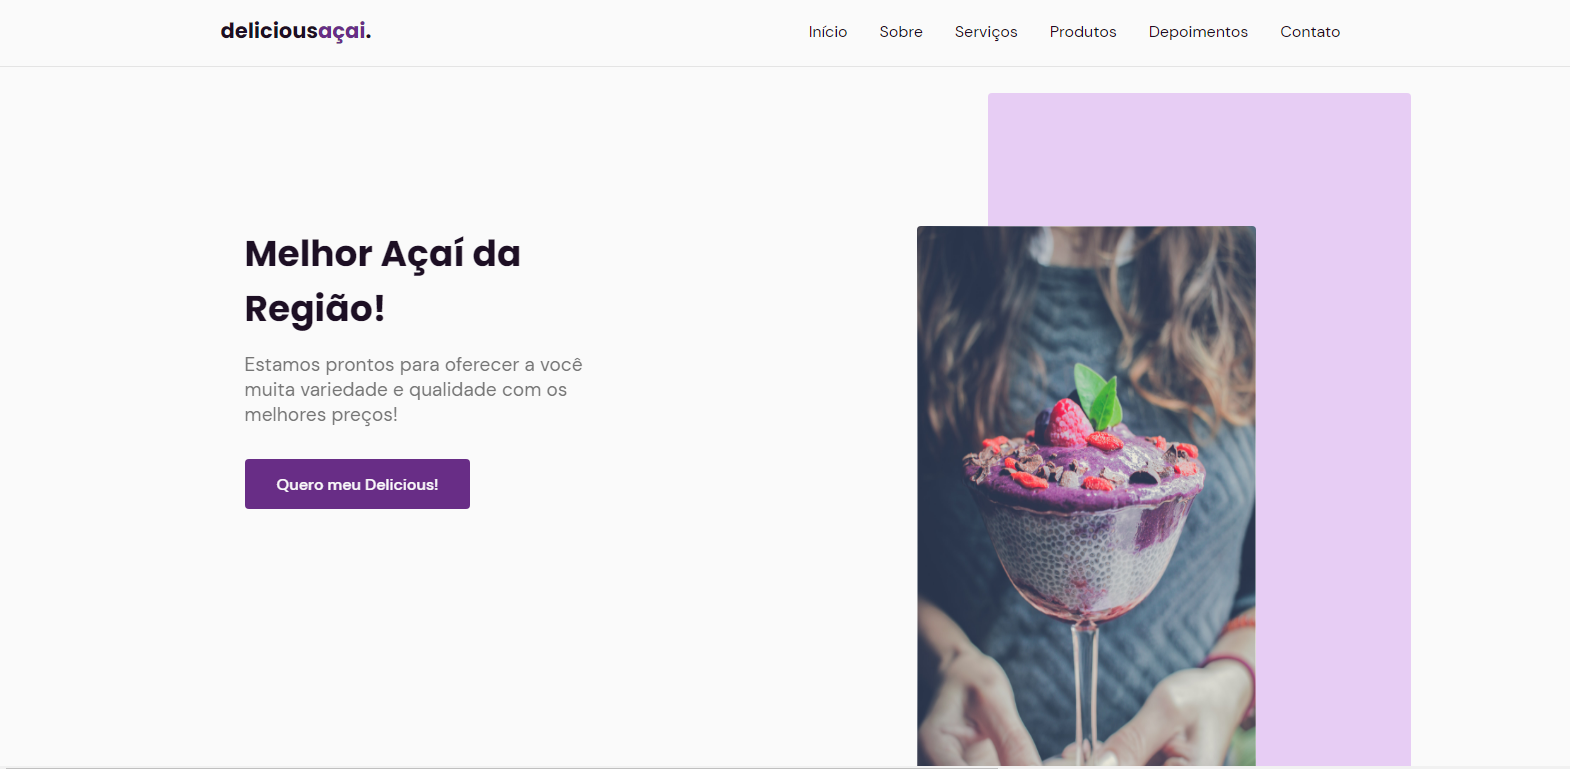 deliciousaçai.
Início Sobre Serviços Produtos Depoimentos Contato
Melhor Açaí da
Região!
Estamos prontos para oferecer a você
muita variedade e qualidade com os
melhores preços!
Quero meu Delicious!